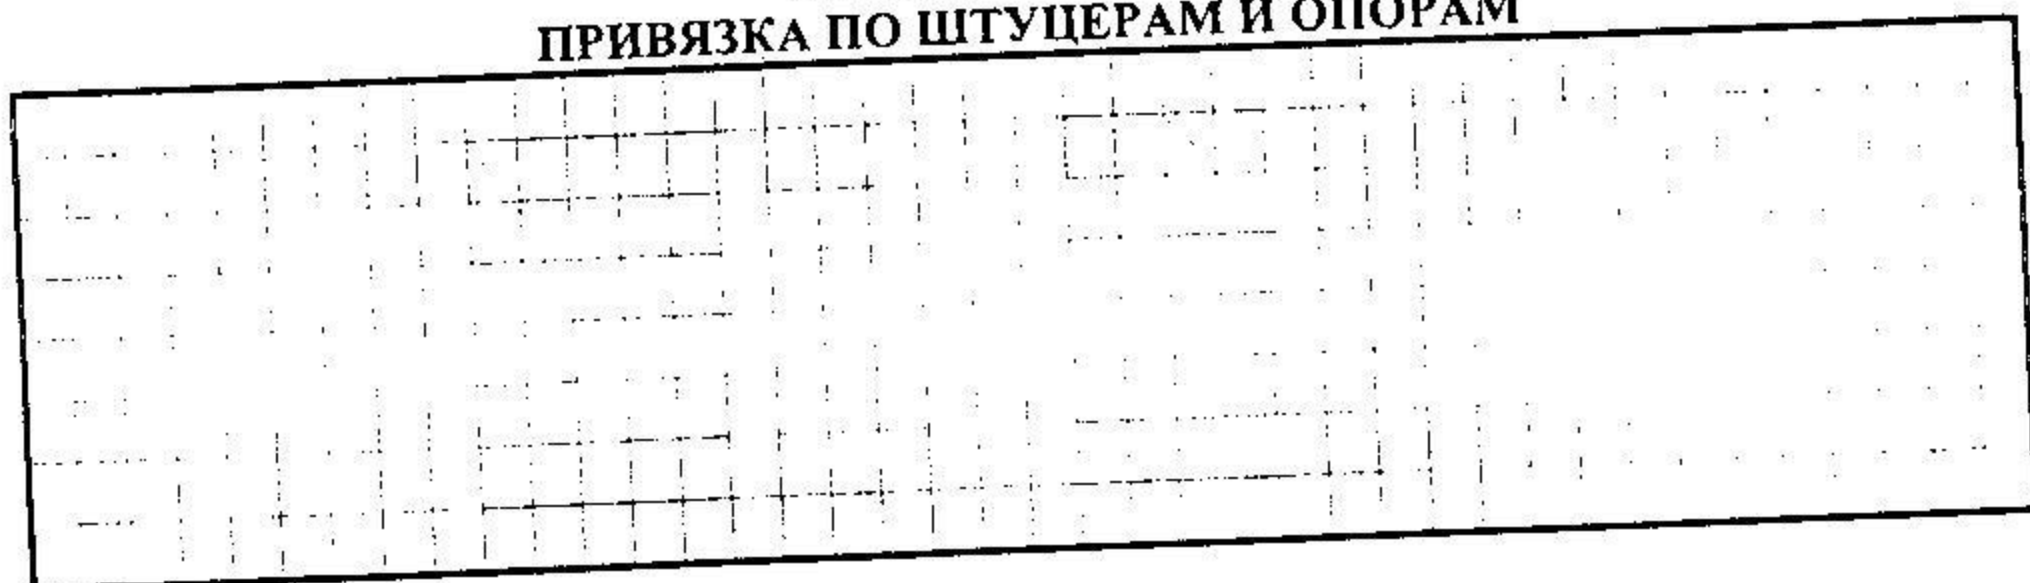 ПРИВЯЗКА ПО ШТУЦЕРАМ И ОПОРАМ